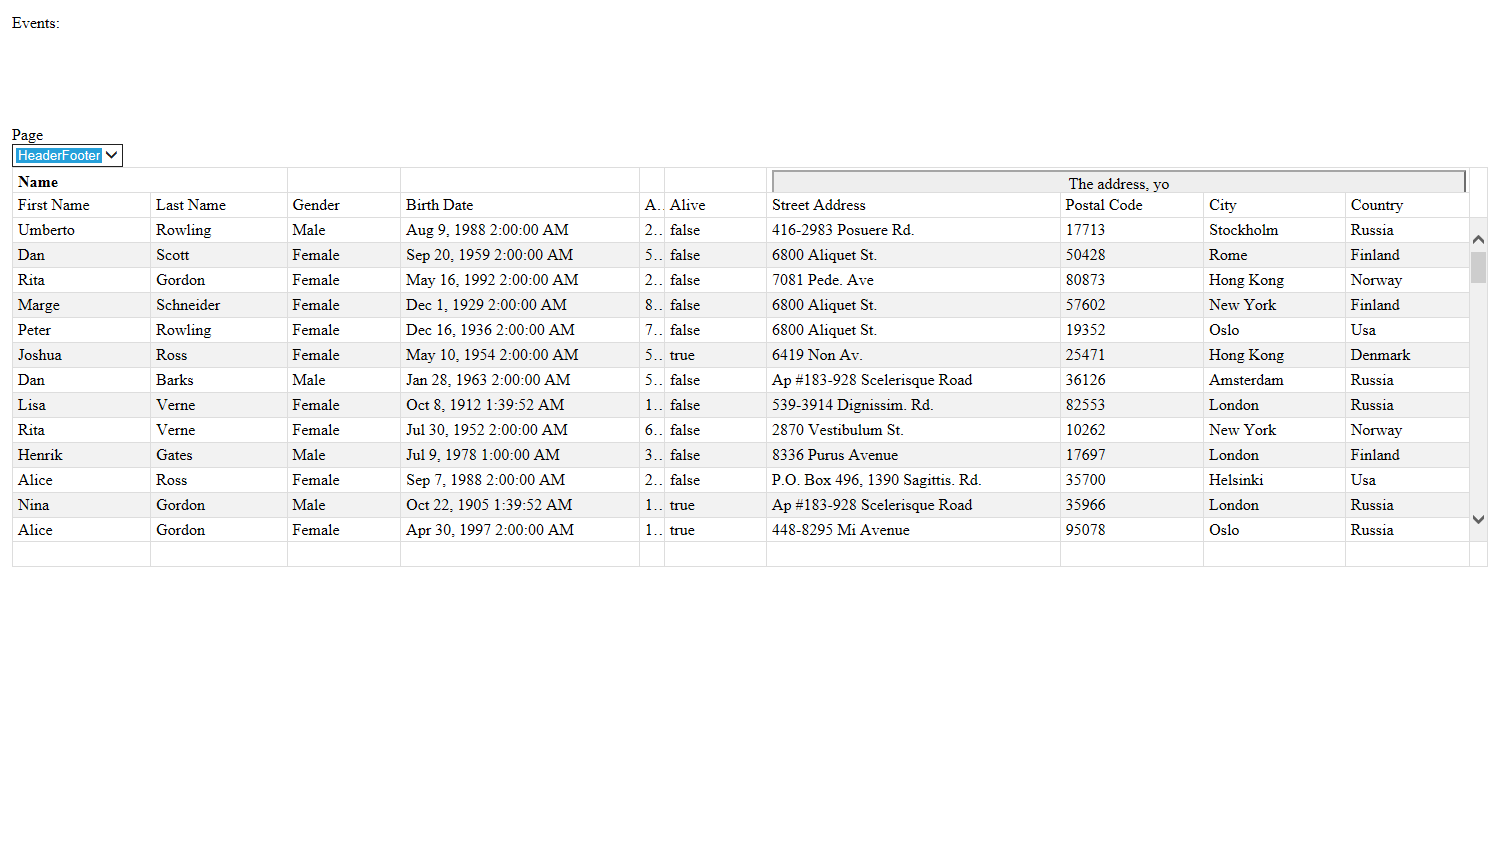 Events:
Page
HeaderFooter
Name The address, yo
First Name Last Name Gender Birth Date A.. Alive Street Address Postal Code City Country
Umberto Rowling Male Aug 9, 1988 2:00:00 AM 2.. false 416-2983 Posuere Rd. 17713 Stockholm Russia
Dan Scott Female Sep 20, 1959 2:00:00 AM 5.. false 6800 Aliquet St. 50428 Rome Finland
Rita Gordon Female May 16, 1992 2:00:00 AM 2.. false 7081 Pede. Ave 80873 Hong Kong Norway
Marge Schneider Female Dec 1, 1929 2:00:00 AM 8.. false 6800 Aliquet St. 57602 New York Finland
Peter Rowling Female Dec 16, 1936 2:00:00 AM 7.. false 6800 Aliquet St. 19352 Oslo Usa
Joshua Ross Female May 10, 1954 2:00:00 AM 5.. true 6419 Non Av. 25471 Hong Kong Denmark
Dan Barks Male Jan 28, 1963 2:00:00 AM 5.. false Ap #183-928 Scelerisque Road 36126 Amsterdam Russia
Lisa Verne Female Oct 8, 1912 1:39:52 AM 1.. false 539-3914 Dignissim. Rd. 82553 London Russia
Rita Verne Female Jul 30, 1952 2:00:00 AM 6.. false 2870 Vestibulum St. 10262 New York Norway
Henrik Gates Male Jul 9, 1978 1:00:00 AM 3.. false 8336 Purus Avenue 17697 London Finland
Alice Ross Female Sep 7, 1988 2:00:00 AM 2.. false P.O. Box 496, 1390 Sagittis. Rd. 35700 Helsinki Usa
Nina Gordon Male Oct 22, 1905 1:39:52 AM 1.. true Ap #183-928 Scelerisque Road 35966 London Russia
Alice Gordon Female Apr 30, 1997 2:00:00 AM 1.. true 448-8295 Mi Avenue 95078 Oslo Russia